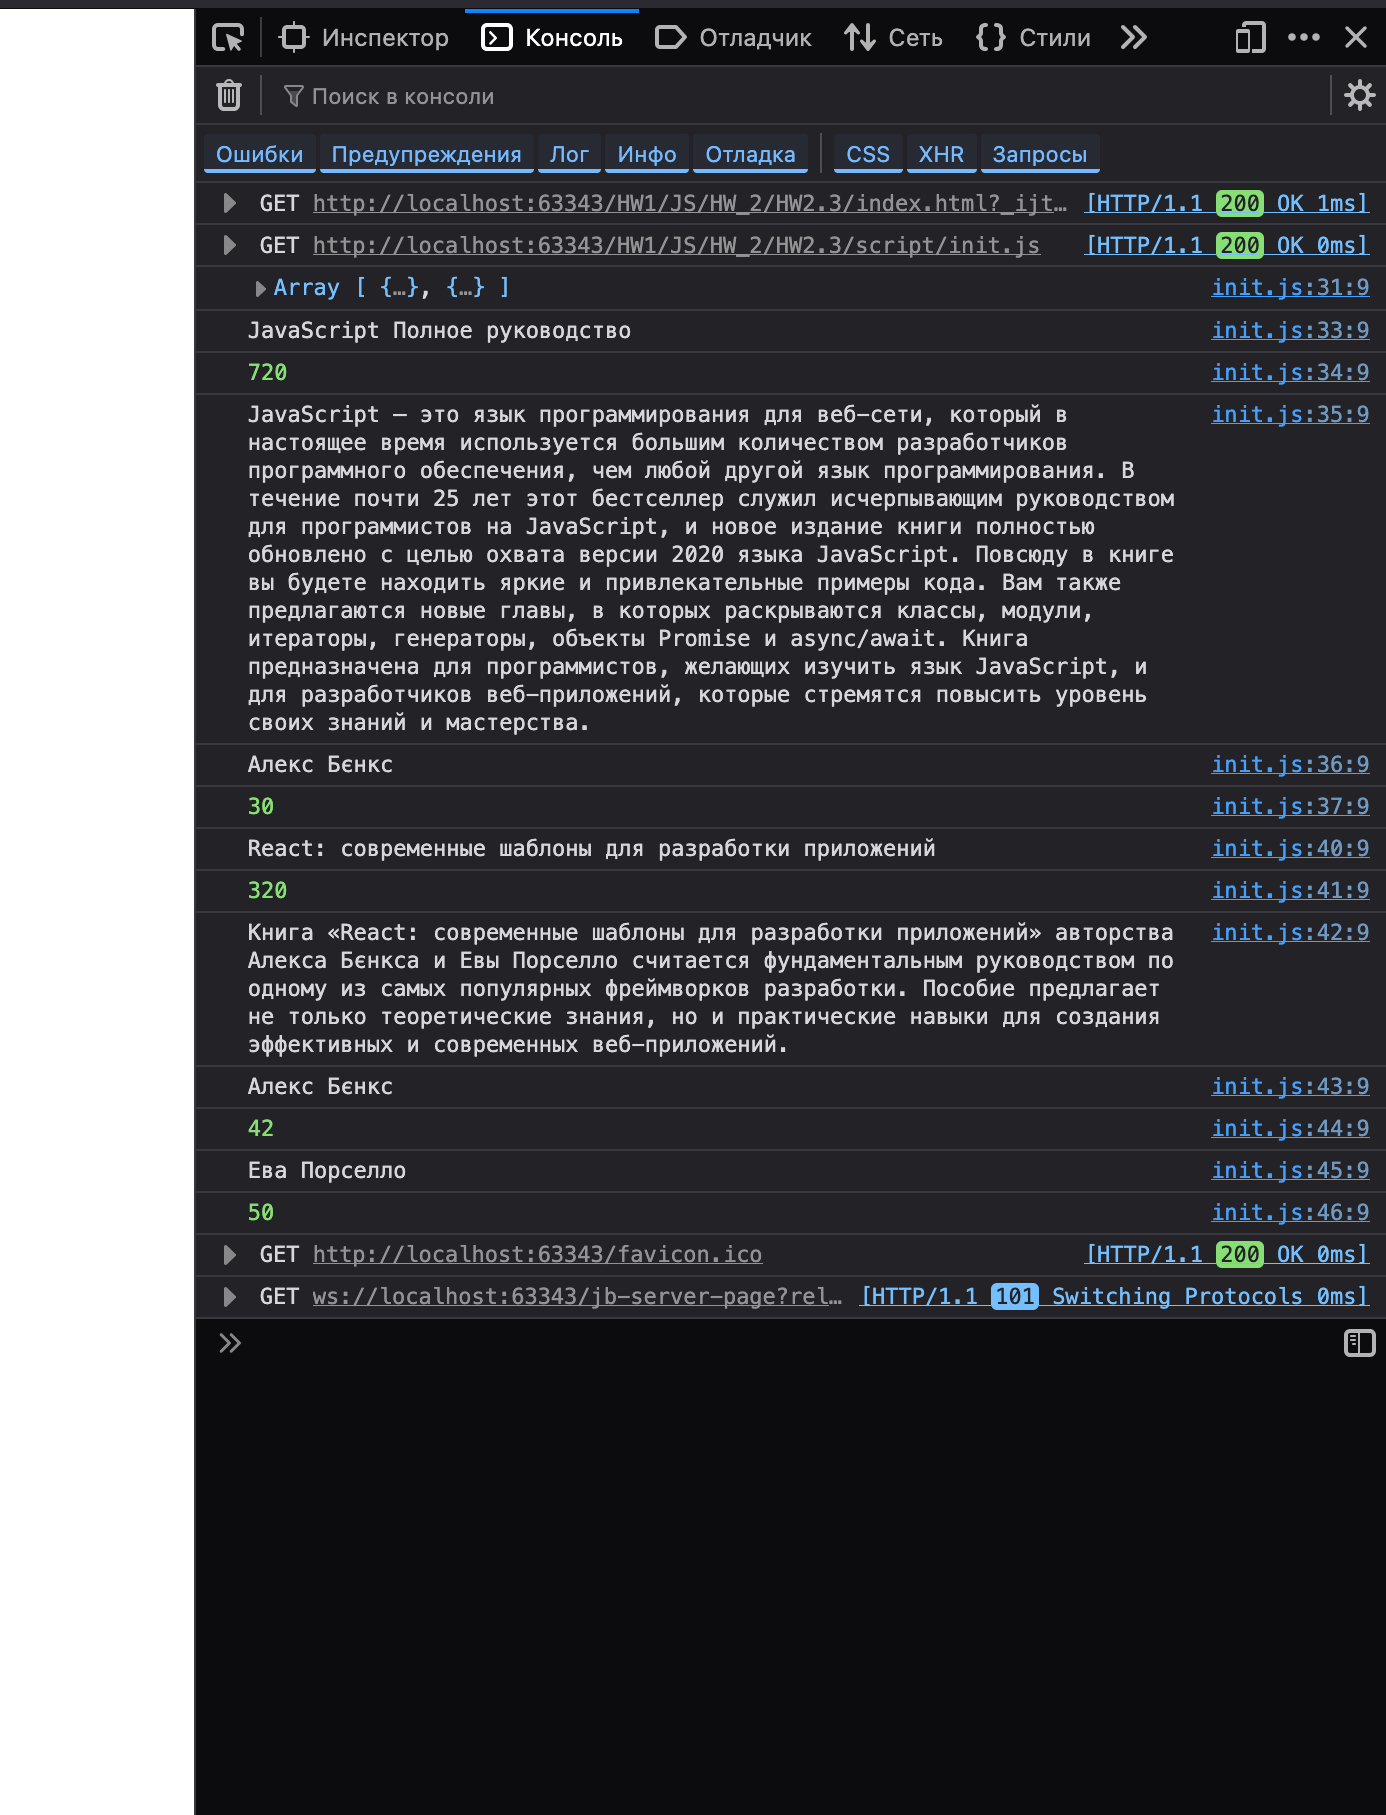 Инспектор Консоль Отладчик Сеть {} Стили
Поиск в консоли
Ошибки Предупреждения Лог Инфо Отладка CSS XHR Запросы
GET http://localhost:63343/HW1/JS/HW_2/HW2.3/index.html?_ijt… [HTTP/1.1 200 OK 1ms]
GET http://localhost:63343/HW1/JS/HW_2/HW2.3/script/init.js [HTTP/1.1 200 OK 0ms]
Array [ {…}, {…} ] init.js:31:9
JavaScript Полное руководство init.js:33:9
720 init.js:34:9
JavaScript – это язык программирования для веб-сети, который в init.js:35:9
настоящее время используется большим количеством разработчиков
программного обеспечения, чем любой другой язык программирования. В
течение почти 25 лет этот бестселлер служил исчерпывающим руководством
для программистов на JavaScript, и новое издание книги полностью
обновлено с целью охвата версии 2020 языка JavaScript. Повсюду в книге
вы будете находить яркие и привлекательные примеры кода. Вам также
предлагаются новые главы, в которых раскрываются классы, модули,
итераторы, генераторы, объекты Promise и async/await. Книга
предназначена для программистов, желающих изучить язык JavaScript, и
для разработчиков веб-приложений, которые стремятся повысить уровень
своих знаний и мастерства.
Алекс Бєнкс init.js:36:9
30 init.js:37:9
React: современные шаблоны для разработки приложений init.js:40:9
320 init.js:41:9
Книга «React: современные шаблоны для разработки приложений» авторства init.js:42:9
Алекса Бєнкса и Евы Порселло считается фундаментальным руководством по
одному из самых популярных фреймворков разработки. Пособие предлагает
не только теоретические знания, но и практические навыки для создания
эффективных и современных веб-приложений.
Алекс Бєнкс init.js:43:9
42 init.js:44:9
Ева Порселло init.js:45:9
50 init.js:46:9
GET http://localhost:63343/favicon.ico [HTTP/1.1 200 OK 0ms]
GET ws://localhost:63343/jb-server-page?rel… [HTTP/1.1 101 Switching Protocols 0ms]